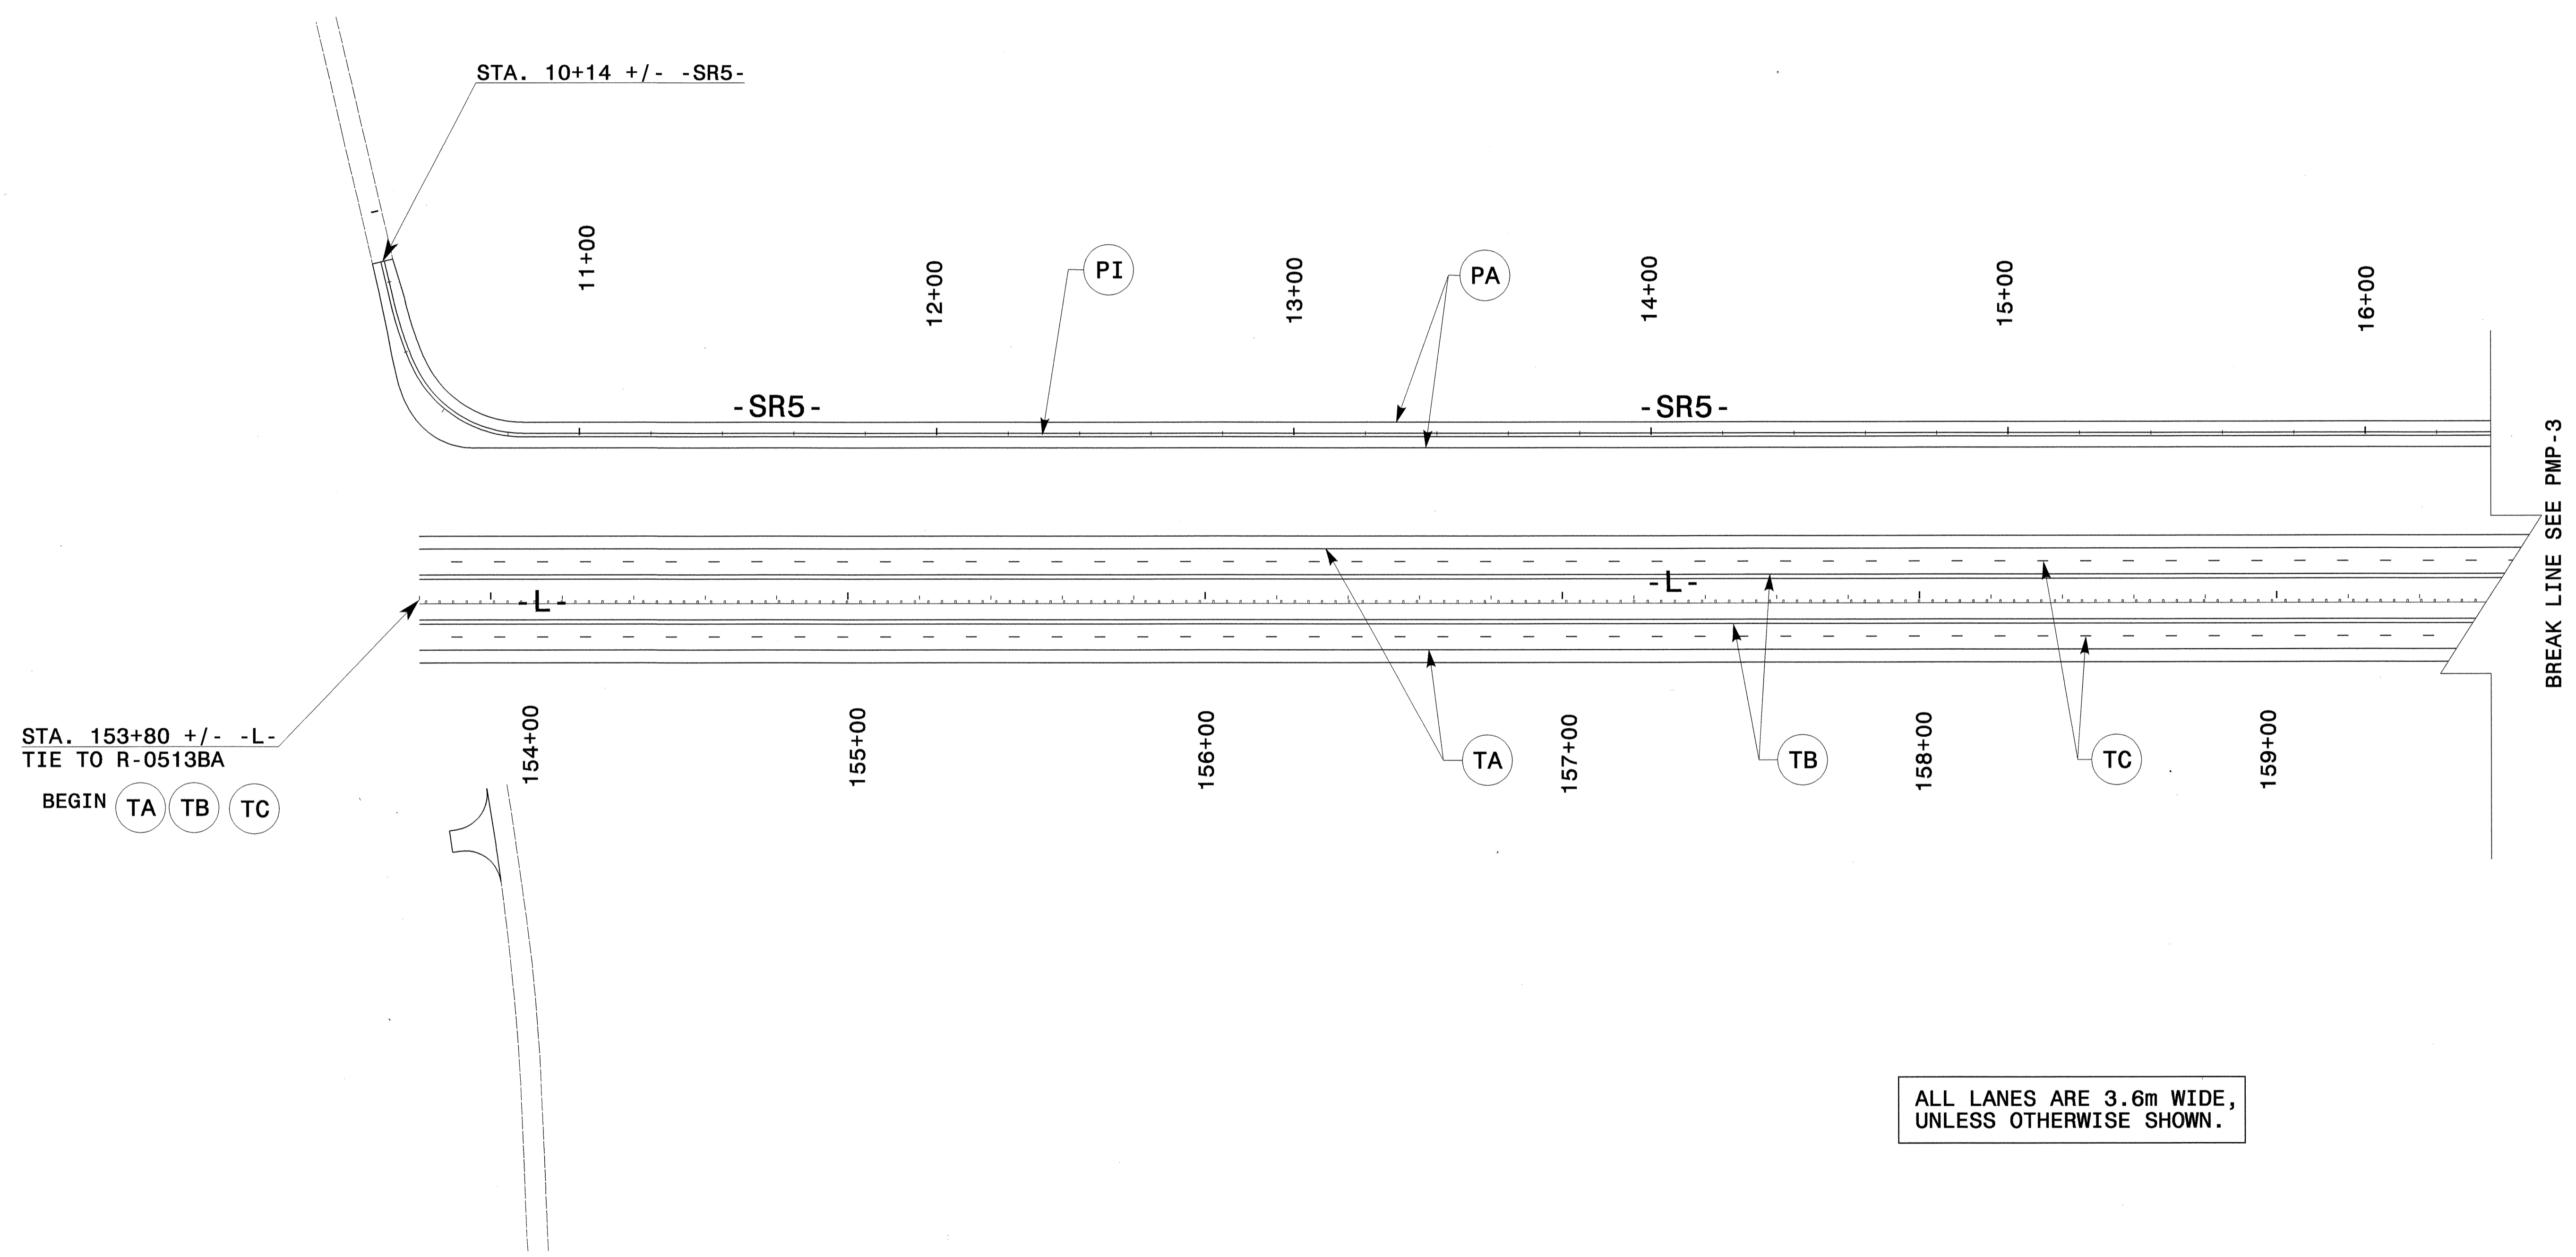 STA. 10+14 +/- -SR5-
11+00
12+00
13+00
14+00
15+00
16+00
PI
PA
-SR5-
-SR5-
BREAK LINE SEE PMP-3
-L-
-L-
STA. 153+80 +/- -L-
TIE TO R-0513BA
BEGIN TA TB TC
154+00
155+00
156+00
157+00
158+00
159+00
TA
TB
TC
ALL LANES ARE 3.6m WIDE,
UNLESS OTHERWISE SHOWN.